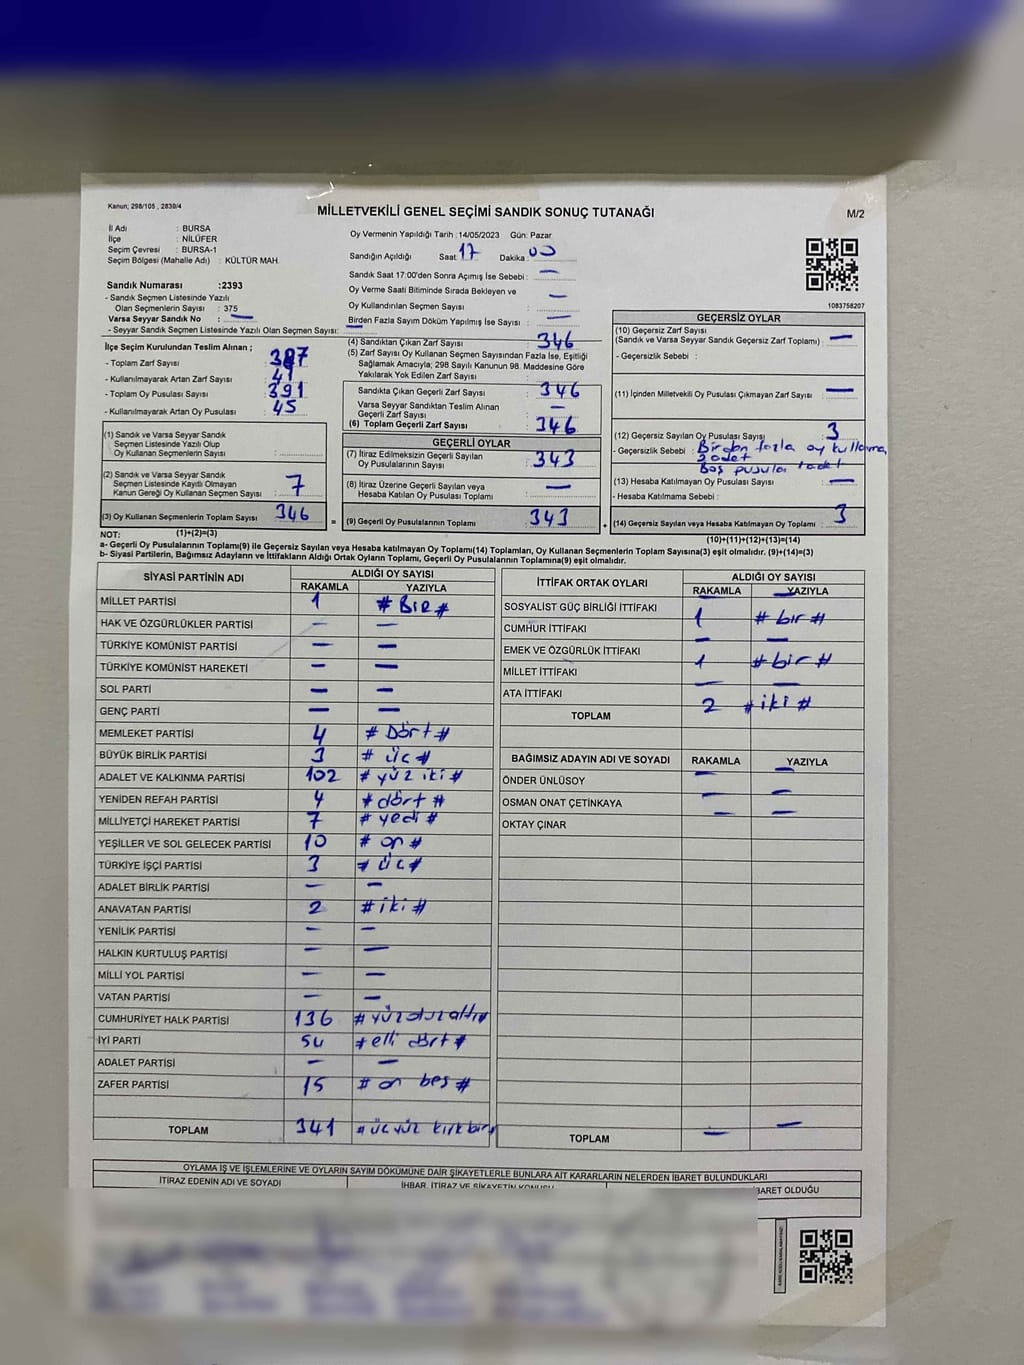 Kanun; 298/105 , 2839/4
MİLLETVEKİLİ GENEL SEÇİMİ SANDIK SONUÇ TUTANAĞI
M/2
İl Adı : BURSA
İlçe : NİLÜFER
Seçim Çevresi : BURSA-1
Seçim Bölgesi (Mahalle Adı) : KÜLTÜR MAH.
Sandık Numarası :2393
- Sandık Seçmen Listesinde Yazılı
Olan Seçmenlerin Sayısı : 375
Varsa Seyyar Sandık No : —
- Seyyar Sandık Seçmen Listesinde Yazılı Olan Seçmen Sayısı: —
Oy Vermenin Yapıldığı Tarih :14/05/2023 Gün: Pazar
Sandığın Açıldığı Saat 17 Dakika 00
Sandık Saat 17:00'den Sonra Açılmış İse Sebebi : —
Oy Verme Saati Bitiminde Sırada Bekleyen ve
Oy Kullandırılan Seçmen Sayısı —
Birden Fazla Sayım Döküm Yapılmış İse Sayısı : —
1083758207
İlçe Seçim Kurulundan Teslim Alınan ;
- Toplam Zarf Sayısı : 387
- Kullanılmayarak Artan Zarf Sayısı : 41
- Toplam Oy Pusulası Sayısı : 391
- Kullanılmayarak Artan Oy Pusulası : 45
(1) Sandık ve Varsa Seyyar Sandık
Seçmen Listesinde Yazılı Olup
Oy Kullanan Seçmenlerin Sayısı :
(2) Sandık ve Varsa Seyyar Sandık
Seçmen Listesinde Kayıtlı Olmayan
Kanun Gereği Oy Kullanan Seçmen Sayısı : 7
(3) Oy Kullanan Seçmenlerin Toplam Sayısı 346
(4) Sandıktan Çıkan Zarf Sayısı : 346
(5) Zarf Sayısı Oy Kullanan Seçmen Sayısından Fazla İse, Eşitliği
Sağlamak Amacıyla; 298 Sayılı Kanunun 98. Maddesine Göre
Yakılarak Yok Edilen Zarf Sayısı :
Sandıkta Çıkan Geçerli Zarf Sayısı : 346
Varsa Seyyar Sandıktan Teslim Alınan
Geçerli Zarf Sayısı : —
(6) Toplam Geçerli Zarf Sayısı : 346
GEÇERLİ OYLAR
(7) İtiraz Edilmeksizin Geçerli Sayılan
Oy Pusulalarının Sayısı : 343
(8) İtiraz Üzerine Geçerli Sayılan veya
Hesaba Katılan Oy Pusulası Toplamı : —
= (9) Geçerli Oy Pusulalarının Toplamı : 343 +
GEÇERSİZ OYLAR
(10) Geçersiz Zarf Sayısı
(Sandık ve Varsa Seyyar Sandık Geçersiz Zarf Toplamı) : —
- Geçersizlik Sebebi :
(11) İçinden Milletvekili Oy Pusulası Çıkmayan Zarf Sayısı : —
(12) Geçersiz Sayılan Oy Pusulası Sayısı : 3
- Geçersizlik Sebebi : Birden fazla oy kullanma,
2 adet
Boş pusula 1 adet
(13) Hesaba Katılmayan Oy Pusulası Sayısı : —
- Hesaba Katılmama Sebebi :
(14) Geçersiz Sayılan veya Hesaba Katılmayan Oy Toplamı : 3
NOT: (1)+(2)=(3)
(10)+(11)+(12)+(13)=(14)
a- Geçerli Oy Pusulaları Toplamı(9) ile Geçersiz Sayılan veya Hesaba katılmayan Oy Toplamı(14) Toplamları, Oy Kullanan Seçmenlerin Toplam Sayısına(3) eşit olmalıdır. (9)+(14)=(3)
b- Siyasi Partilerin, Bağımsız Adayların ve İttifakların Aldığı Ortak Oyların Toplamı, Geçerli Oy Pusulalarının Toplamına(9) eşit olmalıdır.
SİYASİ PARTİNİN ADI ALDIĞI OY SAYISI
RAKAMLA YAZIYLA
MİLLET PARTİSİ 1 # BİR #
HAK VE ÖZGÜRLÜKLER PARTİSİ — —
TÜRKİYE KOMÜNİST PARTİSİ — —
TÜRKİYE KOMÜNİST HAREKETİ — —
SOL PARTİ — —
GENÇ PARTİ — —
MEMLEKET PARTİSİ 4 # Dört #
BÜYÜK BİRLİK PARTİSİ 3 # üç #
ADALET VE KALKINMA PARTİSİ 102 # yüz iki #
YENİDEN REFAH PARTİSİ 4 # dört #
MİLLİYETÇİ HAREKET PARTİSİ 7 # yedi #
YEŞİLLER VE SOL GELECEK PARTİSİ 10 # on #
TÜRKİYE İŞÇİ PARTİSİ 3 # üç #
ADALET BİRLİK PARTİSİ — —
ANAVATAN PARTİSİ 2 # iki #
YENİLİK PARTİSİ — —
HALKIN KURTULUŞ PARTİSİ — —
MİLLİ YOL PARTİSİ — —
VATAN PARTİSİ — —
CUMHURİYET HALK PARTİSİ 136 # yüz otuz altı #
İYİ PARTİ 54 # elli dört #
ADALET PARTİSİ — —
ZAFER PARTİSİ 15 # on beş #
TOPLAM 341 # üç yüz kırk bir
İTTİFAK ORTAK OYLARI ALDIĞI OY SAYISI
RAKAMLA YAZIYLA
SOSYALİST GÜÇ BİRLİĞİ İTTİFAKI — —
CUMHUR İTTİFAKI 1 # bir #
EMEK VE ÖZGÜRLÜK İTTİFAKI — —
MİLLET İTTİFAKI 1 # bir #
ATA İTTİFAKI — —
TOPLAM 2 # iki #
BAĞIMSIZ ADAYIN ADI VE SOYADI RAKAMLA YAZIYLA
ÖNDER ÜNLÜSOY — —
OSMAN ONAT ÇETİNKAYA — —
OKTAY ÇINAR — —
TOPLAM — —
OYLAMA İŞ VE İŞLEMLERİNE VE OYLARIN SAYIM DÖKÜMÜNE DAİR ŞİKAYETLERLE BUNLARA AİT KARARLARIN NELERDEN İBARET BULUNDUKLARI
İTİRAZ EDENİN ADI VE SOYADI İHBAR, İTİRAZ VE ŞİKAYETİN KONUSU İBARET OLDUĞU